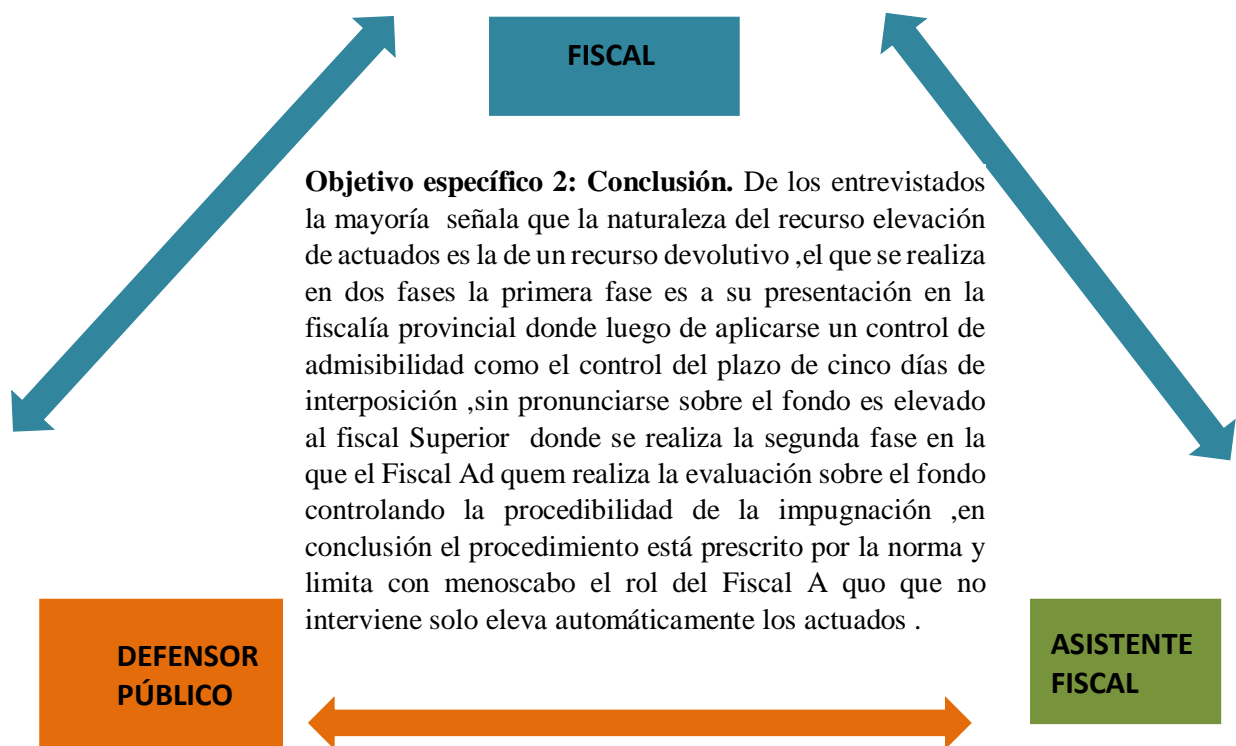 FISCAL
Objetivo específico 2: Conclusión. De los entrevistados
la mayoría señala que la naturaleza del recurso elevación
de actuados es la de un recurso devolutivo ,el que se realiza
en dos fases la primera fase es a su presentación en la
fiscalía provincial donde luego de aplicarse un control de
admisibilidad como el control del plazo de cinco días de
interposición ,sin pronunciarse sobre el fondo es elevado
al fiscal Superior donde se realiza la segunda fase en la
que el Fiscal Ad quem realiza la evaluación sobre el fondo
controlando la procedibilidad de la impugnación ,en
conclusión el procedimiento está prescrito por la norma y
limita con menoscabo el rol del Fiscal A quo que no
interviene solo eleva automáticamente los actuados .
DEFENSOR
PÚBLICO
ASISTENTE
FISCAL